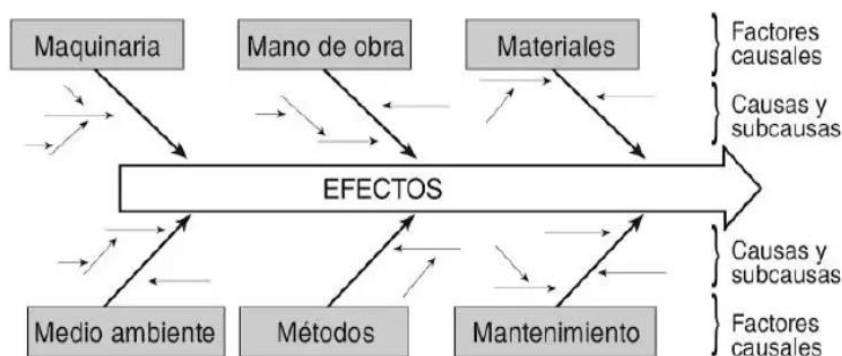 Maquinaria
Mano de obra
Materiales
Factores
causales
Causas y
subcausas
EFECTOS
Causas y
subcausas
Medio ambiente
Métodos
Mantenimiento
Factores
causales